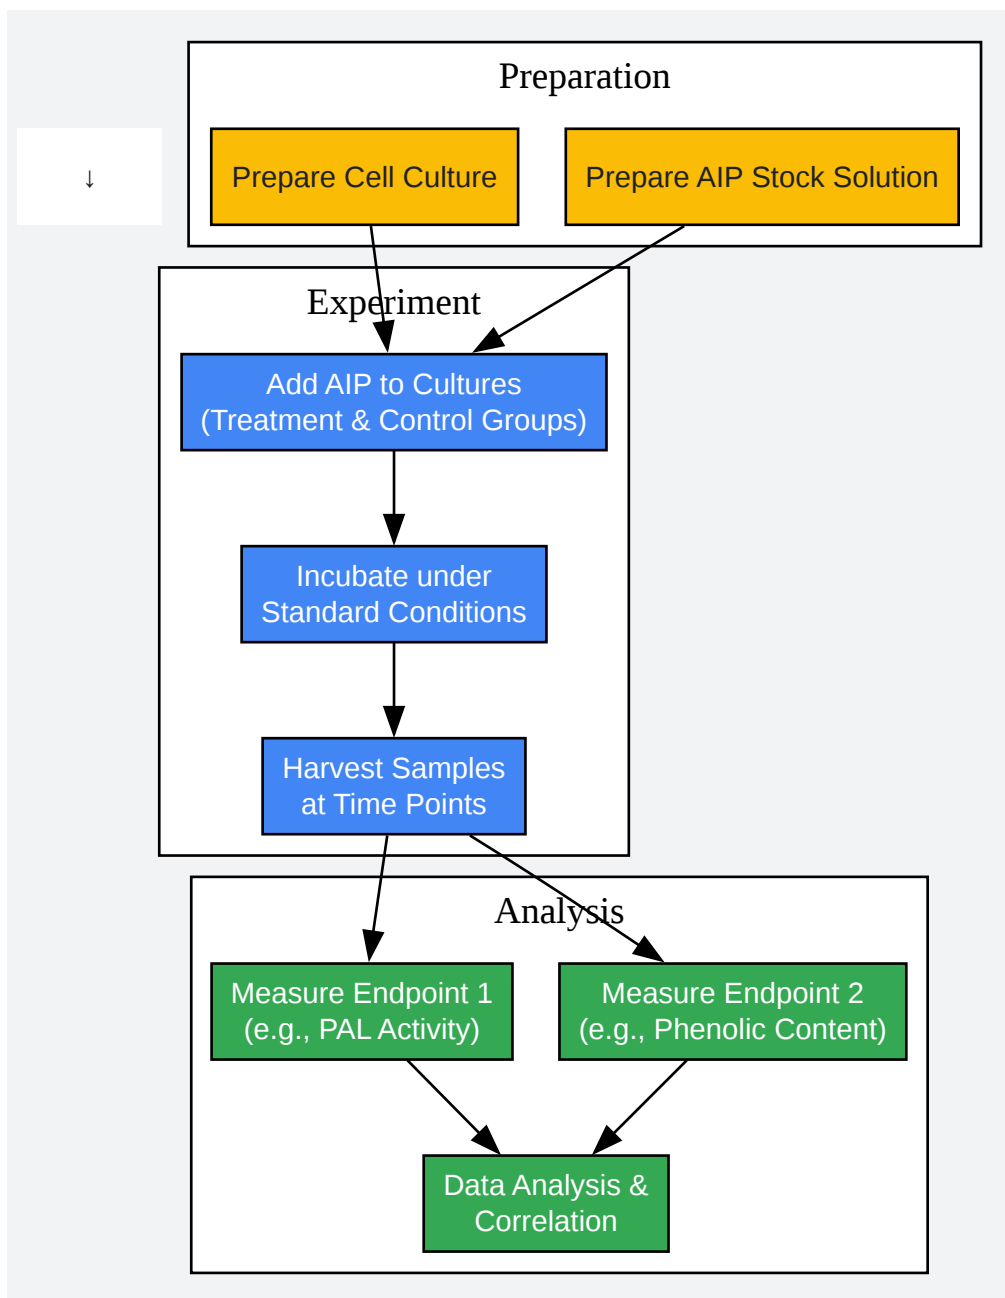 Preparation
↓
Prepare Cell Culture
Prepare AIP Stock Solution
Experiment
Add AIP to Cultures
(Treatment & Control Groups)
Incubate under
Standard Conditions
Harvest Samples
at Time Points
Analysis
Measure Endpoint 1
(e.g., PAL Activity)
Measure Endpoint 2
(e.g., Phenolic Content)
Data Analysis &
Correlation